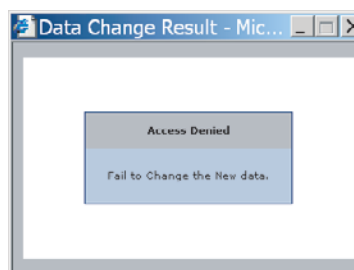 Data Change Result - Mic...
Access Denied
Fail to Change the New data.